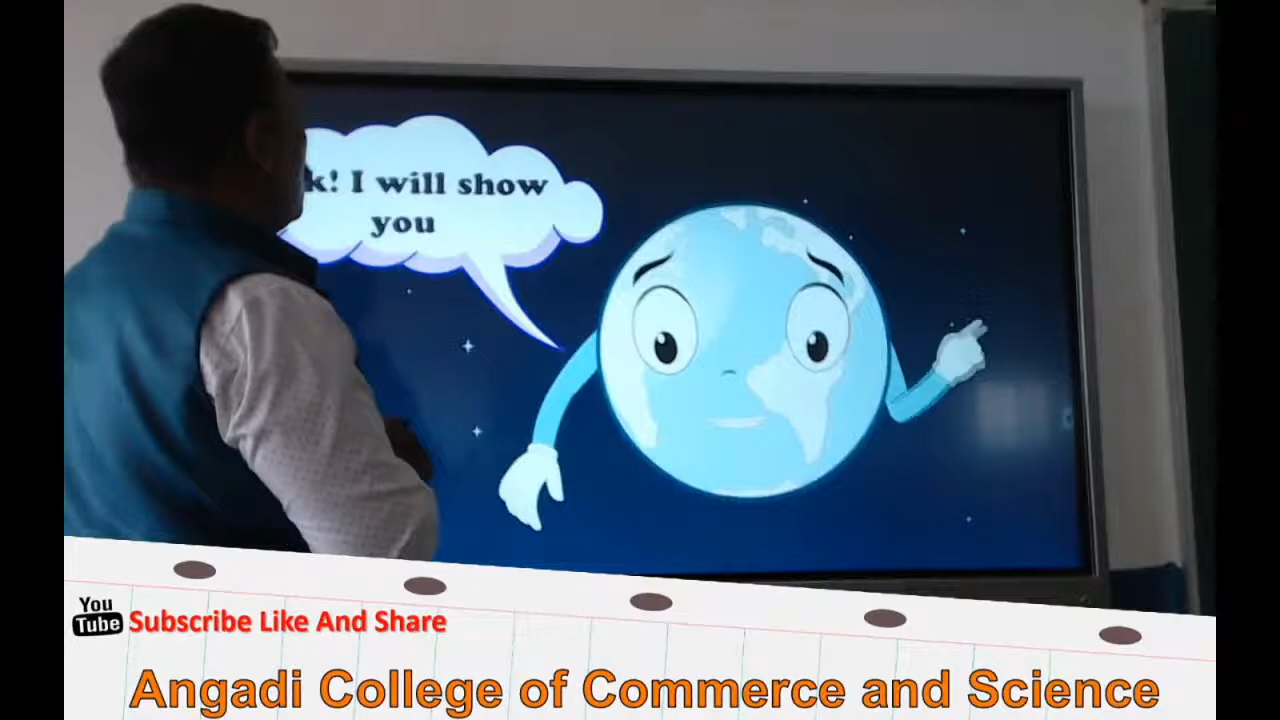 k! I will show
you
You
Tube
Subscribe Like And Share
Angadi College of Commerce and Science